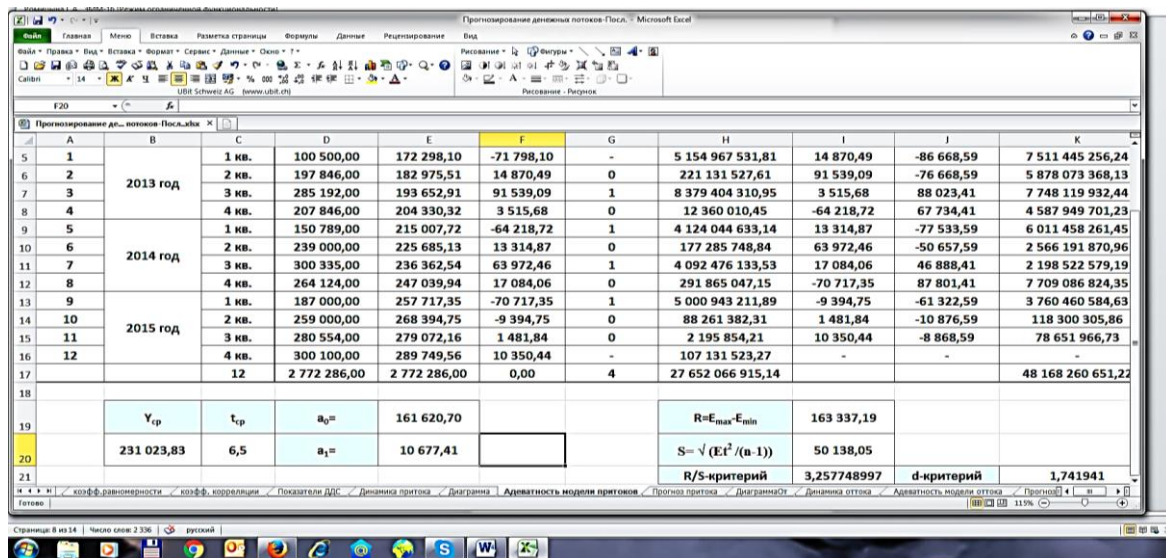 Прогнозирование денежных потоков-Посл. - Microsoft Excel
Файл Главная Меню Вставка Разметка страницы Формулы Данные Рецензирование Вид
Файл Правка Вид Вставка Формат Сервис Данные Окно ?
Рисование Фигуры
Calibri 14 Ж К Ч
UBit Schweiz AG (www.ubit.ch) Рисование - Рисунок
F20 fx
Прогнозирование де... потоков-Посл..xlsx
A B C D E F G H I J K
5 1 1 кв. 100 500,00 172 298,10 -71 798,10 - 5 154 967 531,81 14 870,49 -86 668,59 7 511 445 256,24
6 2 2013 год 2 кв. 197 846,00 182 975,51 14 870,49 0 221 131 527,61 91 539,09 -76 668,59 5 878 073 368,13
7 3 3 кв. 285 192,00 193 652,91 91 539,09 1 8 379 404 310,95 3 515,68 88 023,41 7 748 119 932,44
8 4 4 кв. 207 846,00 204 330,32 3 515,68 0 12 360 010,45 -64 218,72 67 734,41 4 587 949 701,23
9 5 1 кв. 150 789,00 215 007,72 -64 218,72 1 4 124 044 633,14 13 314,87 -77 533,59 6 011 458 261,45
10 6 2014 год 2 кв. 239 000,00 225 685,13 13 314,87 0 177 285 748,84 63 972,46 -50 657,59 2 566 191 870,96
11 7 3 кв. 300 335,00 236 362,54 63 972,46 1 4 092 476 133,53 17 084,06 46 888,41 2 198 522 579,19
12 8 4 кв. 264 124,00 247 039,94 17 084,06 0 291 865 047,15 -70 717,35 87 801,41 7 709 086 824,35
13 9 1 кв. 187 000,00 257 717,35 -70 717,35 1 5 000 943 211,89 -9 394,75 -61 322,59 3 760 460 584,63
14 10 2015 год 2 кв. 259 000,00 268 394,75 -9 394,75 0 88 261 382,31 1 481,84 -10 876,59 118 300 305,86
15 11 3 кв. 280 554,00 279 072,16 1 481,84 0 2 195 854,21 10 350,44 -8 868,59 78 651 966,73
16 12 4 кв. 300 100,00 289 749,56 10 350,44 - 107 131 523,27 - - -
17 12 2 772 286,00 2 772 286,00 0,00 4 27 652 066 915,14 48 168 260 651,22
18
19 Yср tср a0= 161 620,70 R=Emax-Emin 163 337,19
20 231 023,83 6,5 a1= 10 677,41 S= √ (Et²/(n-1)) 50 138,05
21 R/S-критерий 3,257748997 d-критерий 1,741941
коэфф.равномерности коэфф. корреляции Показатели ДДС Динамика притока Диаграмма Адеватность модели притоков Прогноз притока ДиаграммаОт Динамика оттока Адеватность модели оттока Прогноз
Готово 115%
Страница: 8 из 14 Число слов: 2 336 русский